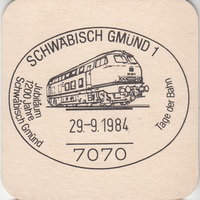 SCHWÄBISCH GMÜND 1
Jubiläum
1200 Jahre
Schwäbisch Gmünd
Tage der Bahn
29.-9.1984
7070